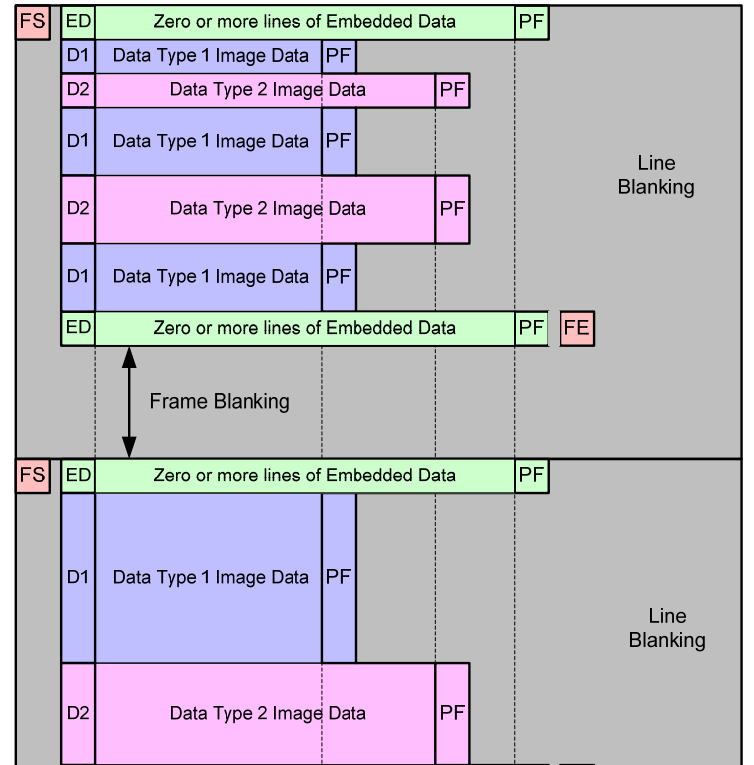 FS ED Zero or more lines of Embedded Data PF
D1 Data Type 1 Image Data PF
D2 Data Type 2 Image Data PF
D1 Data Type 1 Image Data PF
Line
Blanking
D2 Data Type 2 Image Data PF
D1 Data Type 1 Image Data PF
ED Zero or more lines of Embedded Data PF FE
Frame Blanking
FS ED Zero or more lines of Embedded Data PF
D1 Data Type 1 Image Data PF
Line
Blanking
D2 Data Type 2 Image Data PF